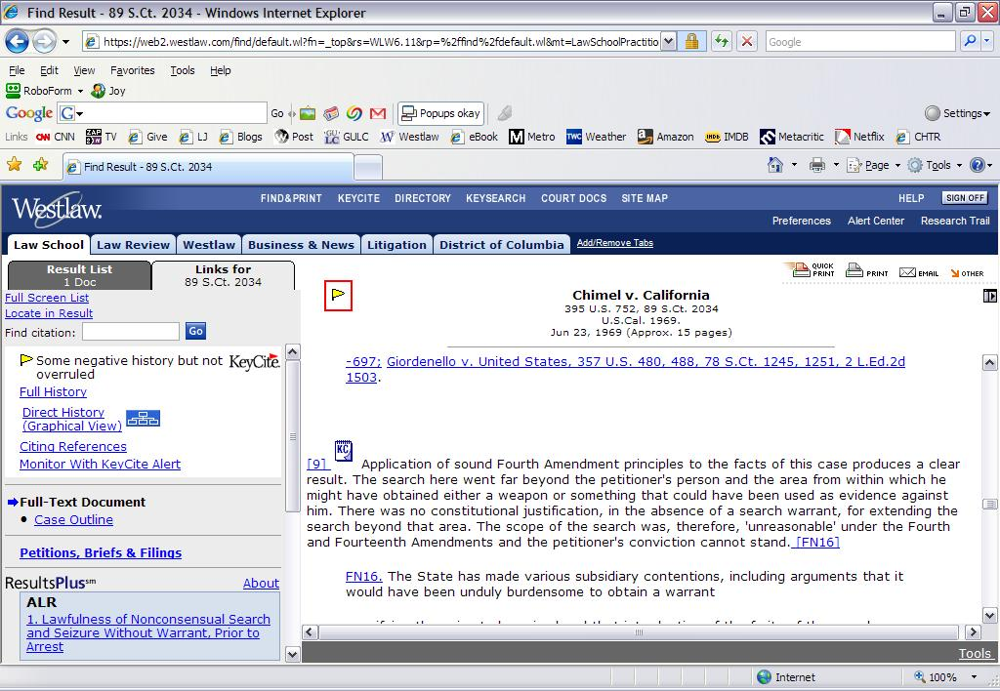 Find Result - 89 S.Ct. 2034 - Windows Internet Explorer
https://web2.westlaw.com/find/default.wl?fn=_top&rs=WLW6.11&rp=%2ffind%2fdefault.wl&mt=LawSchoolPractitio
Google
File Edit View Favorites Tools Help
RoboForm Joy
Google G Go Popups okay Settings
Links CNN TV Give LJ Blogs Post GULC Westlaw eBook Metro Weather Amazon IMDB Metacritic Netflix CHTR
Find Result - 89 S.Ct. 2034 Page Tools
Westlaw.
FIND&PRINT KEYCITE DIRECTORY KEYSEARCH COURT DOCS SITE MAP HELP SIGN OFF
Preferences Alert Center Research Trail
Law School Law Review Westlaw Business & News Litigation District of Columbia Add/Remove Tabs
Result List
1 Doc
Links for
89 S.Ct. 2034
Full Screen List
Locate in Result
Find citation: Go
Some negative history but not
overruled
KeyCite.
Full History
Direct History
(Graphical View)
Citing References
Monitor With KeyCite Alert
Full-Text Document
• Case Outline
Petitions, Briefs & Filings
ResultsPlus℠ About
ALR
1. Lawfulness of Nonconsensual Search
and Seizure Without Warrant, Prior to
Arrest
QUICK PRINT PRINT EMAIL OTHER
Chimel v. California
395 U.S. 752, 89 S.Ct. 2034
U.S.Cal. 1969.
Jun 23, 1969 (Approx. 15 pages)
-697; Giordenello v. United States, 357 U.S. 480, 488, 78 S.Ct. 1245, 1251, 2 L.Ed.2d
1503.
[9] KC Application of sound Fourth Amendment principles to the facts of this case produces a clear
result. The search here went far beyond the petitioner's person and the area from within which he
might have obtained either a weapon or something that could have been used as evidence against
him. There was no constitutional justification, in the absence of a search warrant, for extending the
search beyond that area. The scope of the search was, therefore, 'unreasonable' under the Fourth
and Fourteenth Amendments and the petitioner's conviction cannot stand. [FN16]
FN16. The State has made various subsidiary contentions, including arguments that it
would have been unduly burdensome to obtain a warrant
Tools
Internet 100%